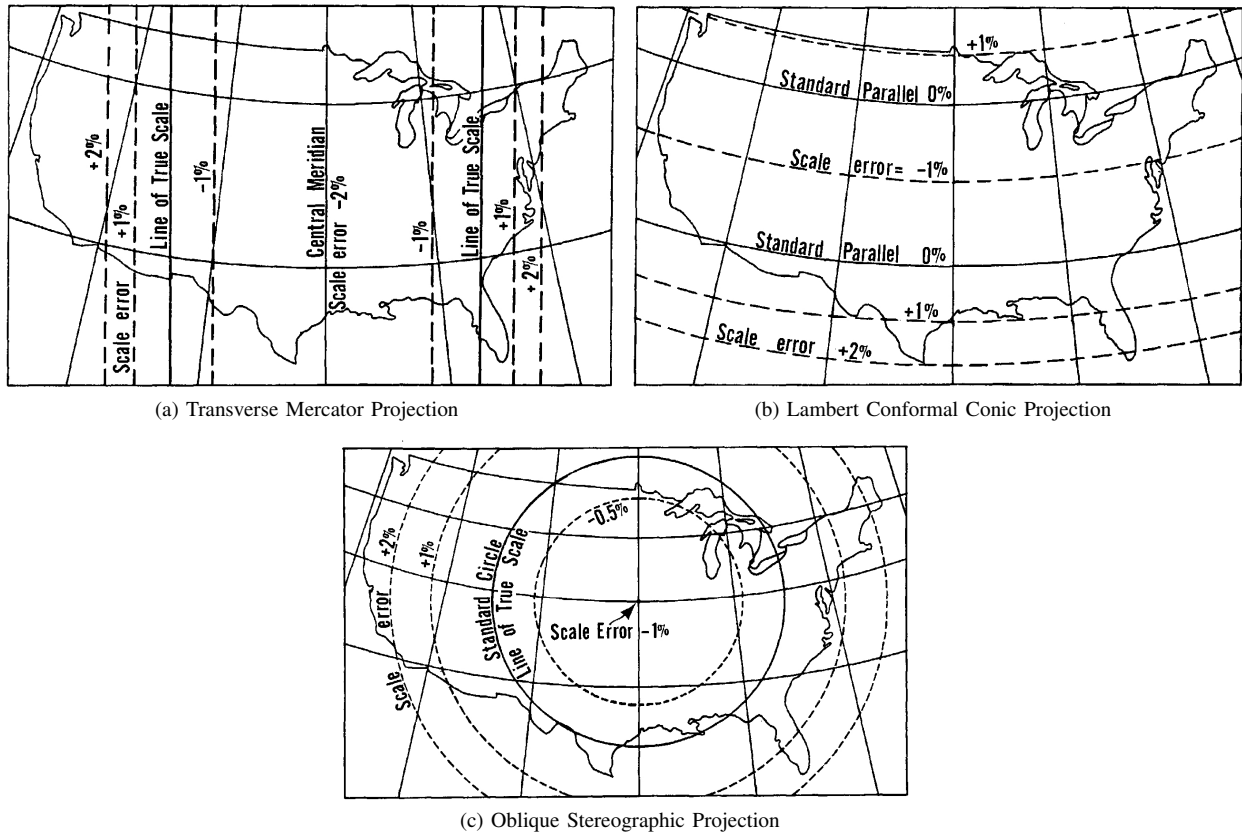 +2%
+1%
Scale error
Line of True Scale
-1%
Central Meridian
Scale error -2%
-1%
Line of True Scale
+1%
+2%
(a) Transverse Mercator Projection
+1%
Standard Parallel 0%
Scale error= -1%
Standard Parallel 0%
+1%
Scale error +2%
(b) Lambert Conformal Conic Projection
+2%
error
Scale
+1%
Standard Circle
Line of True Scale
-0.5%
Scale Error -1%
(c) Oblique Stereographic Projection